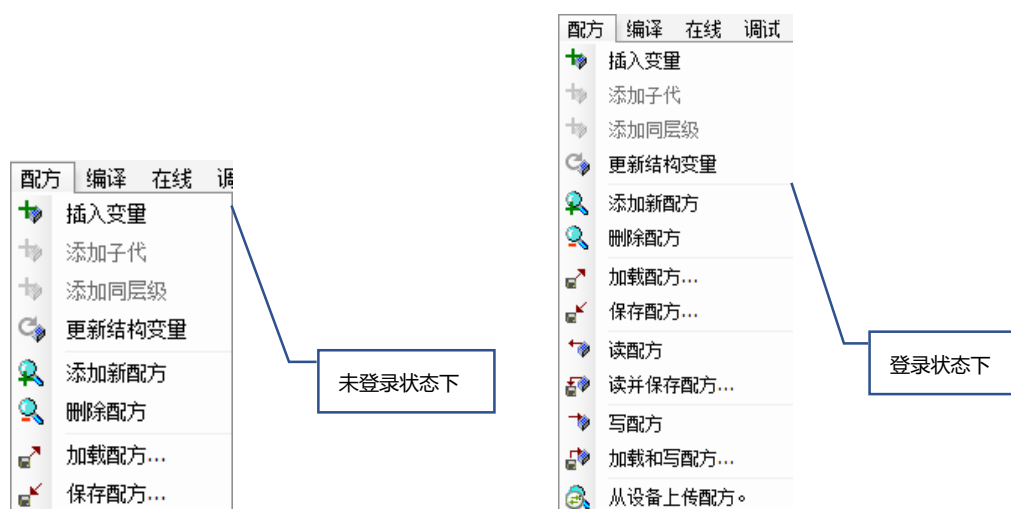 配方 编译 在线 调
插入变量
添加子代
添加同层级
更新结构变量
添加新配方
删除配方
加载配方...
保存配方...
未登录状态下
配方 编译 在线 调试
插入变量
添加子代
添加同层级
更新结构变量
添加新配方
删除配方
加载配方...
保存配方...
读配方
读并保存配方...
写配方
加载和写配方...
从设备上传配方。
登录状态下